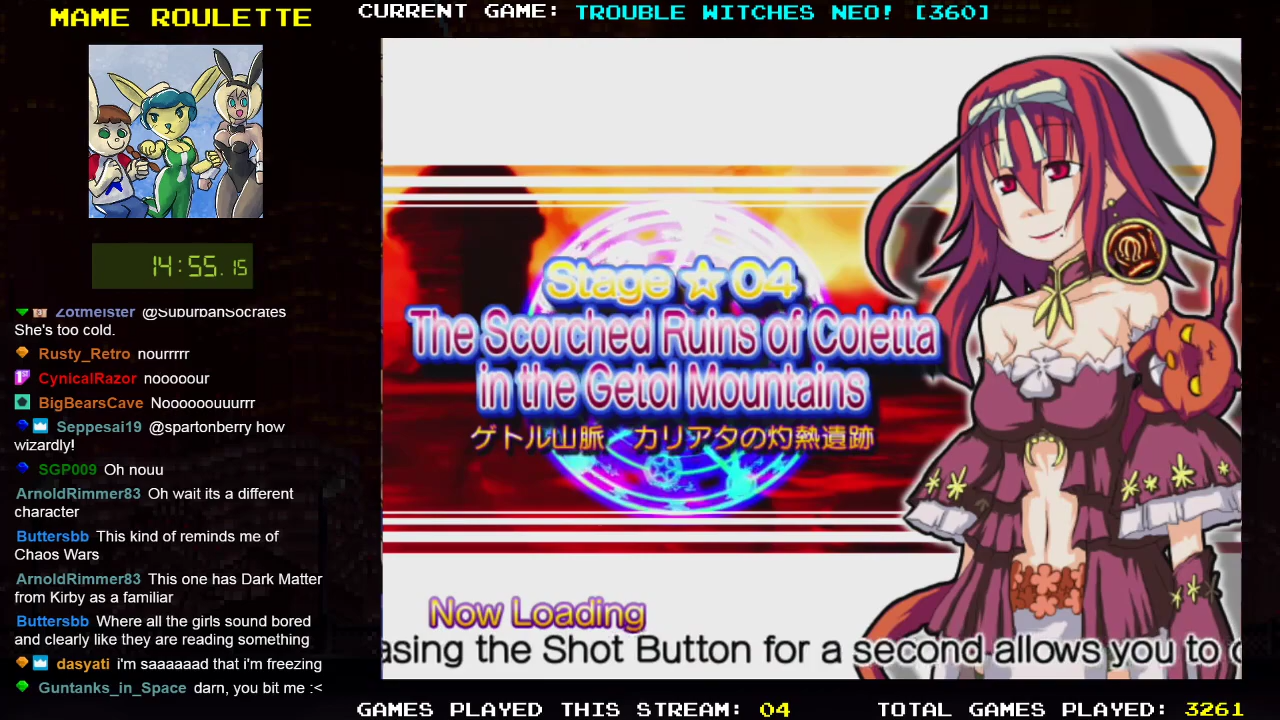 MAME ROULETTE
CURRENT GAME: TROUBLE WITCHES NEO! [360]
14:55.15
Zotmeister @SuburbanSocrates
She's too cold.
Rusty_Retro nourrrrr
CynicalRazor nooooour
BigBearsCave Nooooouuurrr
Seppesai19 @spartonberry how
wizardly!
SGP009 Oh nouu
ArnoldRimmer83 Oh wait its a different
character
Buttersbb This kind of reminds me of
Chaos Wars
ArnoldRimmer83 This one has Dark Matter
from Kirby as a familiar
Buttersbb Where all the girls sound bored
and clearly like they are reading something
dasyati i'm saaaaaad that i'm freezing
Guntanks_in_Space darn, you bit me :<
Stage ☆ 04
The Scorched Ruins of Coletta
in the Getol Mountains
ゲトル山脈 カリアタの灼熱遺跡
Now Loading
asing the Shot Button for a second allows you to
GAMES PLAYED THIS STREAM: 04
TOTAL GAMES PLAYED: 3261